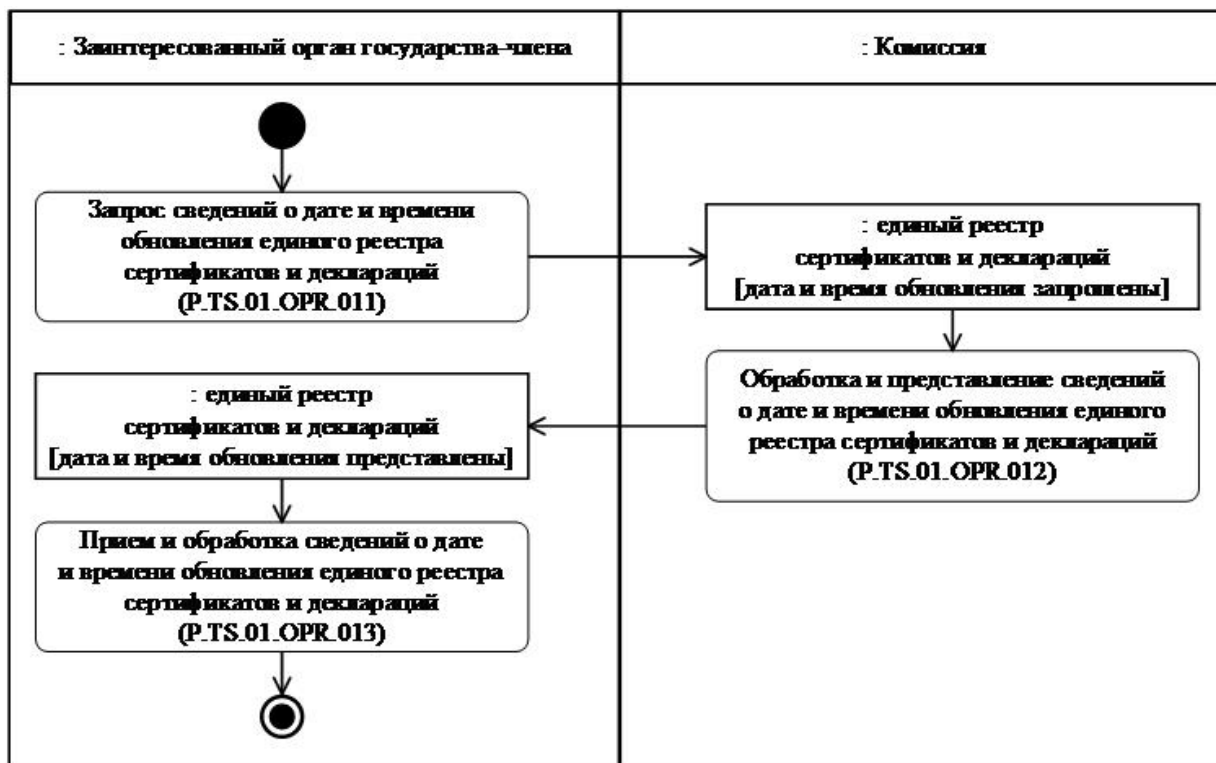 : Заинтересованный орган государства-члена
: Комиссия
Запрос сведений о дате и времени
обновления единого реестра
сертификатов и деклараций
(P.TS.01.OPR.011)
: единый реестр
сертификатов и деклараций
[дата и время обновления запрошены]
Обработка и представление сведений
о дате и времени обновления единого
реестра сертификатов и деклараций
(P.TS.01.OPR.012)
: единый реестр
сертификатов и деклараций
[дата и время обновления представлены]
Прием и обработка сведений о дате
и времени обновления единого реестра
сертификатов и деклараций
(P.TS.01.OPR.013)